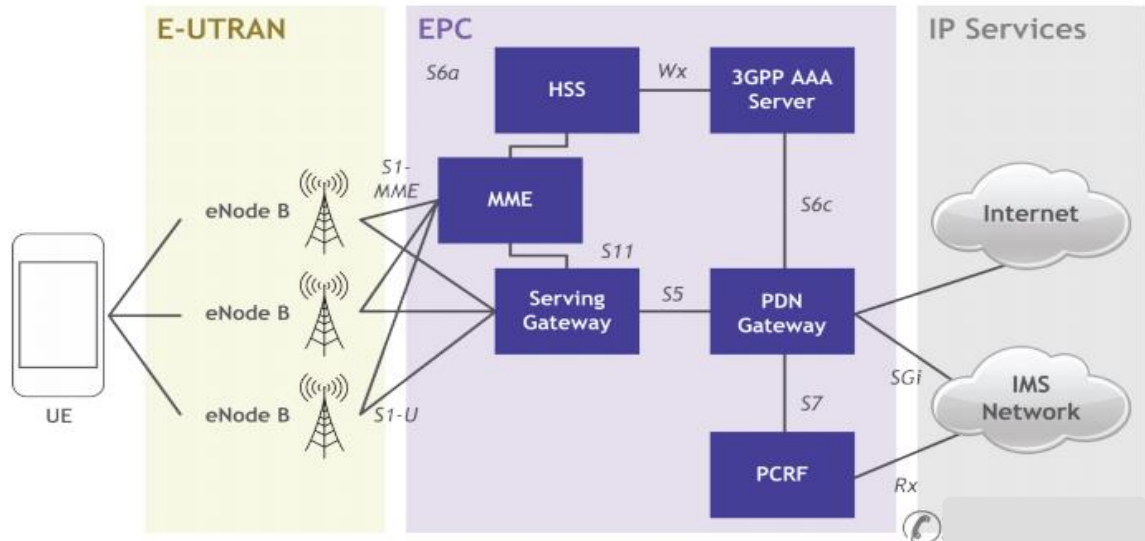 E-UTRAN
EPC
IP Services
S6a
HSS
Wx
3GPP AAA
Server
S1-
MME
MME
eNode B
S6c
Internet
S11
UE
eNode B
Serving
Gateway
S5
PDN
Gateway
SGi
IMS
Network
eNode B
S1-U
S7
PCRF
Rx